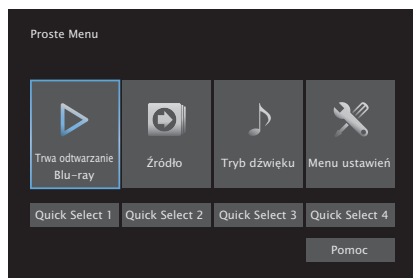 Proste Menu
Trwa odtwarzanie
Blu-ray
Źródło
Tryb dźwięku
Menu ustawień
Quick Select 1
Quick Select 2
Quick Select 3
Quick Select 4
Pomoc